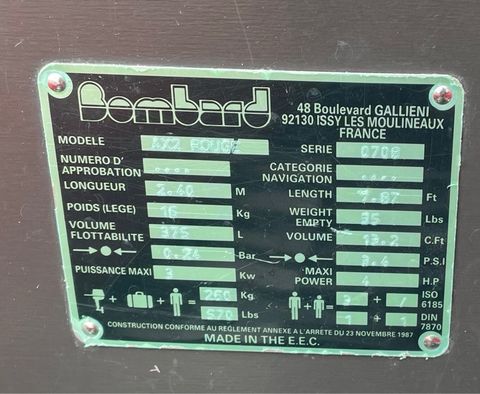 Bombard
48 Boulevard GALLIENI
92130 ISSY LES MOULINEAUX
FRANCE
MODELE AX2 ROUGE SERIE
NUMERO D' APPROBATION CATEGORIE NAVIGATION
LONGUEUR 2.40 M LENGTH 7.87 Ft
POIDS (LEGE) 16 Kg WEIGHT EMPTY 35 Lbs
VOLUME FLOTTABILITE 375 L VOLUME 13.2 C.Ft
0.24 Bar 3.4 P.S.I
PUISSANCE MAXI 3 Kw MAXI POWER 4 H.P
+ + = 260 Kg + = / ISO 6185
570 Lbs 1 + 1 DIN 7870
CONSTRUCTION CONFORME AU REGLEMENT ANNEXE A L'ARRETE DU 23 NOVEMBRE 1987
MADE IN THE E.E.C.